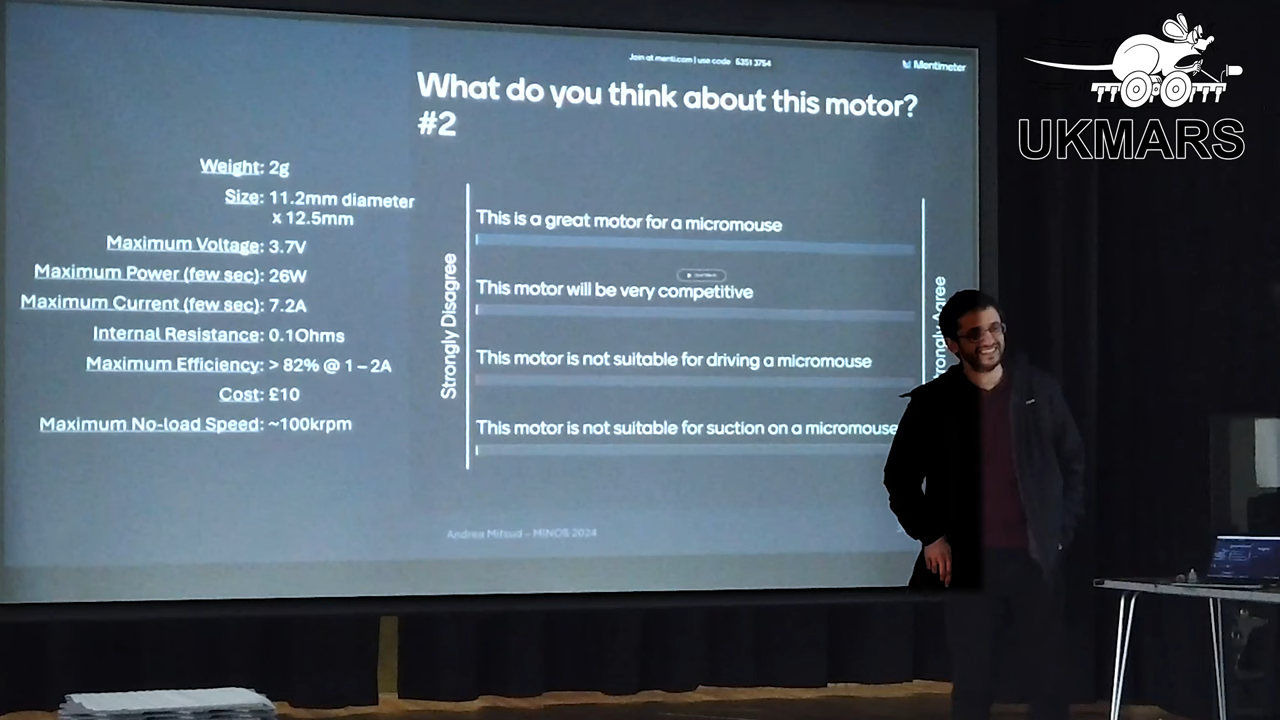 Join at menti.com | use code 5351 3754
Mentimeter
What do you think about this motor?
#2
Weight: 2g
Size: 11.2mm diameter
x 12.5mm
Maximum Voltage: 3.7V
Maximum Power (few sec): 26W
Maximum Current (few sec): 7.2A
Internal Resistance: 0.1Ohms
Maximum Efficiency: > 82% @ 1 – 2A
Cost: £10
Maximum No-load Speed: ~100krpm
Strongly Disagree
This is a great motor for a micromouse
This motor will be very competitive
This motor is not suitable for driving a micromouse
This motor is not suitable for suction on a micromouse
rongly Agree
Andrea Mifsud – MINOS 2024
UKMARS